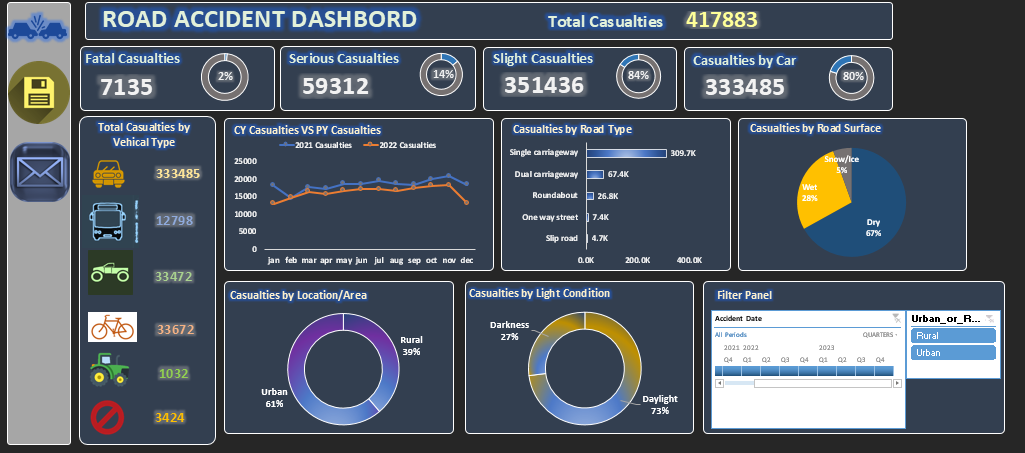 ROAD ACCIDENT DASHBORD
Total Casualties 417883
Fatal Casualties
7135
2%
Serious Casualties
59312
14%
Slight Casualties
351436
84%
Casualties by Car
333485
80%
Total Casualties by
Vehical Type
333485
12798
33472
33672
1032
3424
CY Casualties VS PY Casualties
2021 Casualties 2022 Casualties
25000
20000
15000
10000
5000
0
jan feb mar apr may jun jul aug sep oct nov dec
Casualties by Road Type
Single carriageway 309.7K
Dual carriageway 67.4K
Roundabout 26.8K
One way street 7.4K
Slip road 4.7K
0.0K 200.0K 400.0K
Casualties by Road Surface
Snow/Ice
5%
Wet
28%
Dry
67%
Casualties by Location/Area
Rural
39%
Urban
61%
Casualties by Light Condition
Darkness
27%
Daylight
73%
Filter Panel
Accident Date
All Periods QUARTERS
2021 2022 2023
Q4 Q1 Q2 Q3 Q4 Q1 Q2 Q3 Q4
Urban_or_R...
Rural
Urban